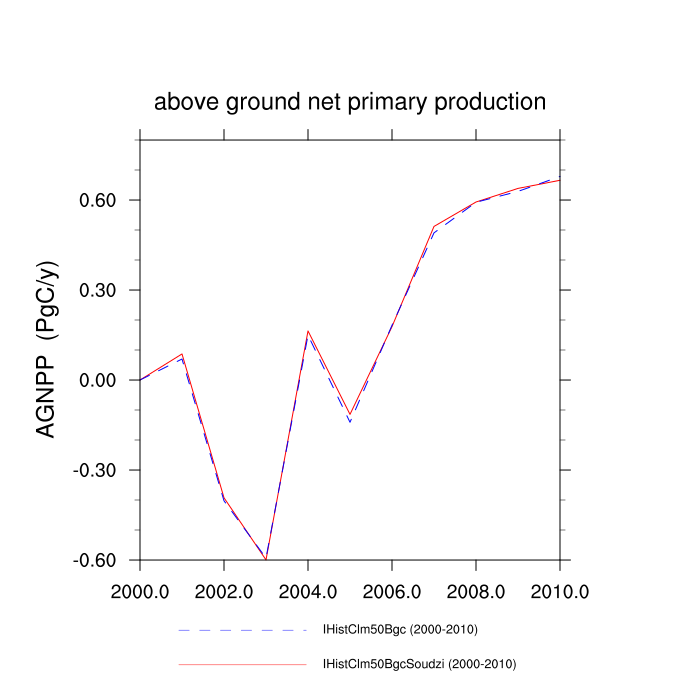 above ground net primary production
AGNPP (PgC/y)
0.60
0.30
0.00
-0.30
-0.60
2000.0 2002.0 2004.0 2006.0 2008.0 2010.0
IHistClm50Bgc (2000-2010)
IHistClm50BgcSoudzi (2000-2010)